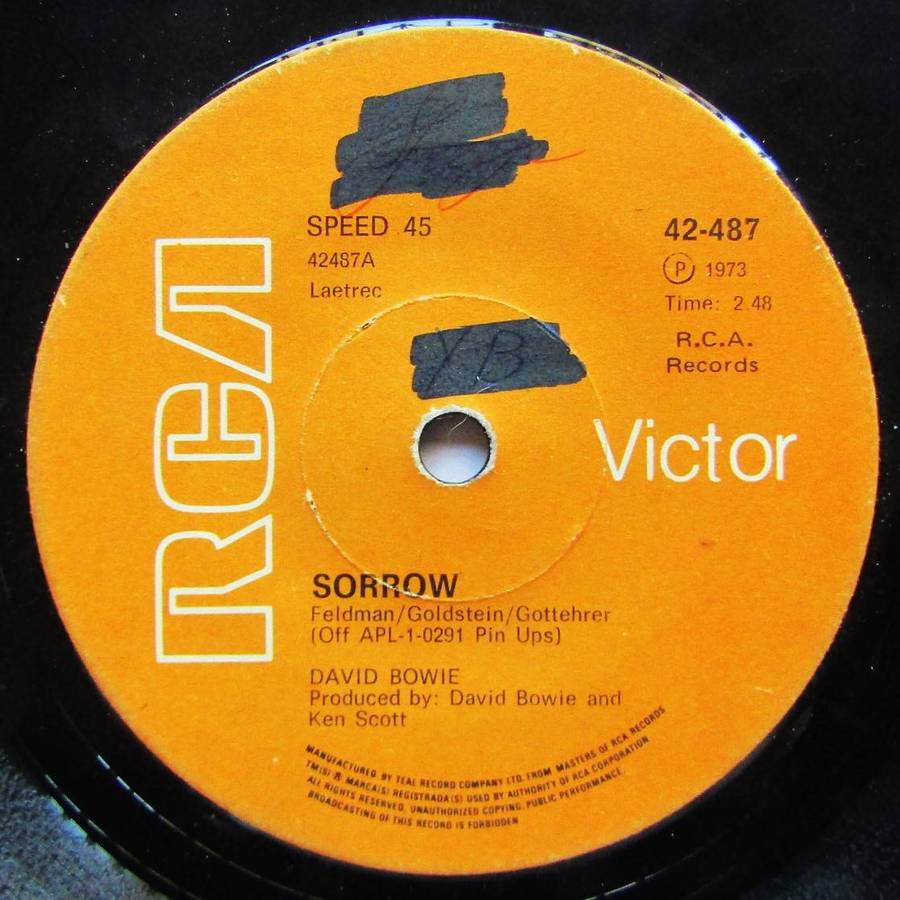 RCA
SPEED 45
42487A
Laetrec
42-487
Ⓟ 1973
Time: 2.48
R.C.A.
Records
YB
Victor
SORROW
Feldman/Goldstein/Gottehrer
(Off APL-1-0291 Pin Ups)
DAVID BOWIE
Produced by: David Bowie and
Ken Scott
MANUFACTURED BY TEAL RECORD COMPANY LTD. FROM MASTERS OF RCA RECORDS
TM(S) ® MARCA(S) REGISTRADA(S) USED BY AUTHORITY OF RCA CORPORATION
ALL RIGHTS RESERVED. UNAUTHORIZED COPYING. PUBLIC PERFORMANCE.
BROADCASTING OF THIS RECORD IS FORBIDDEN